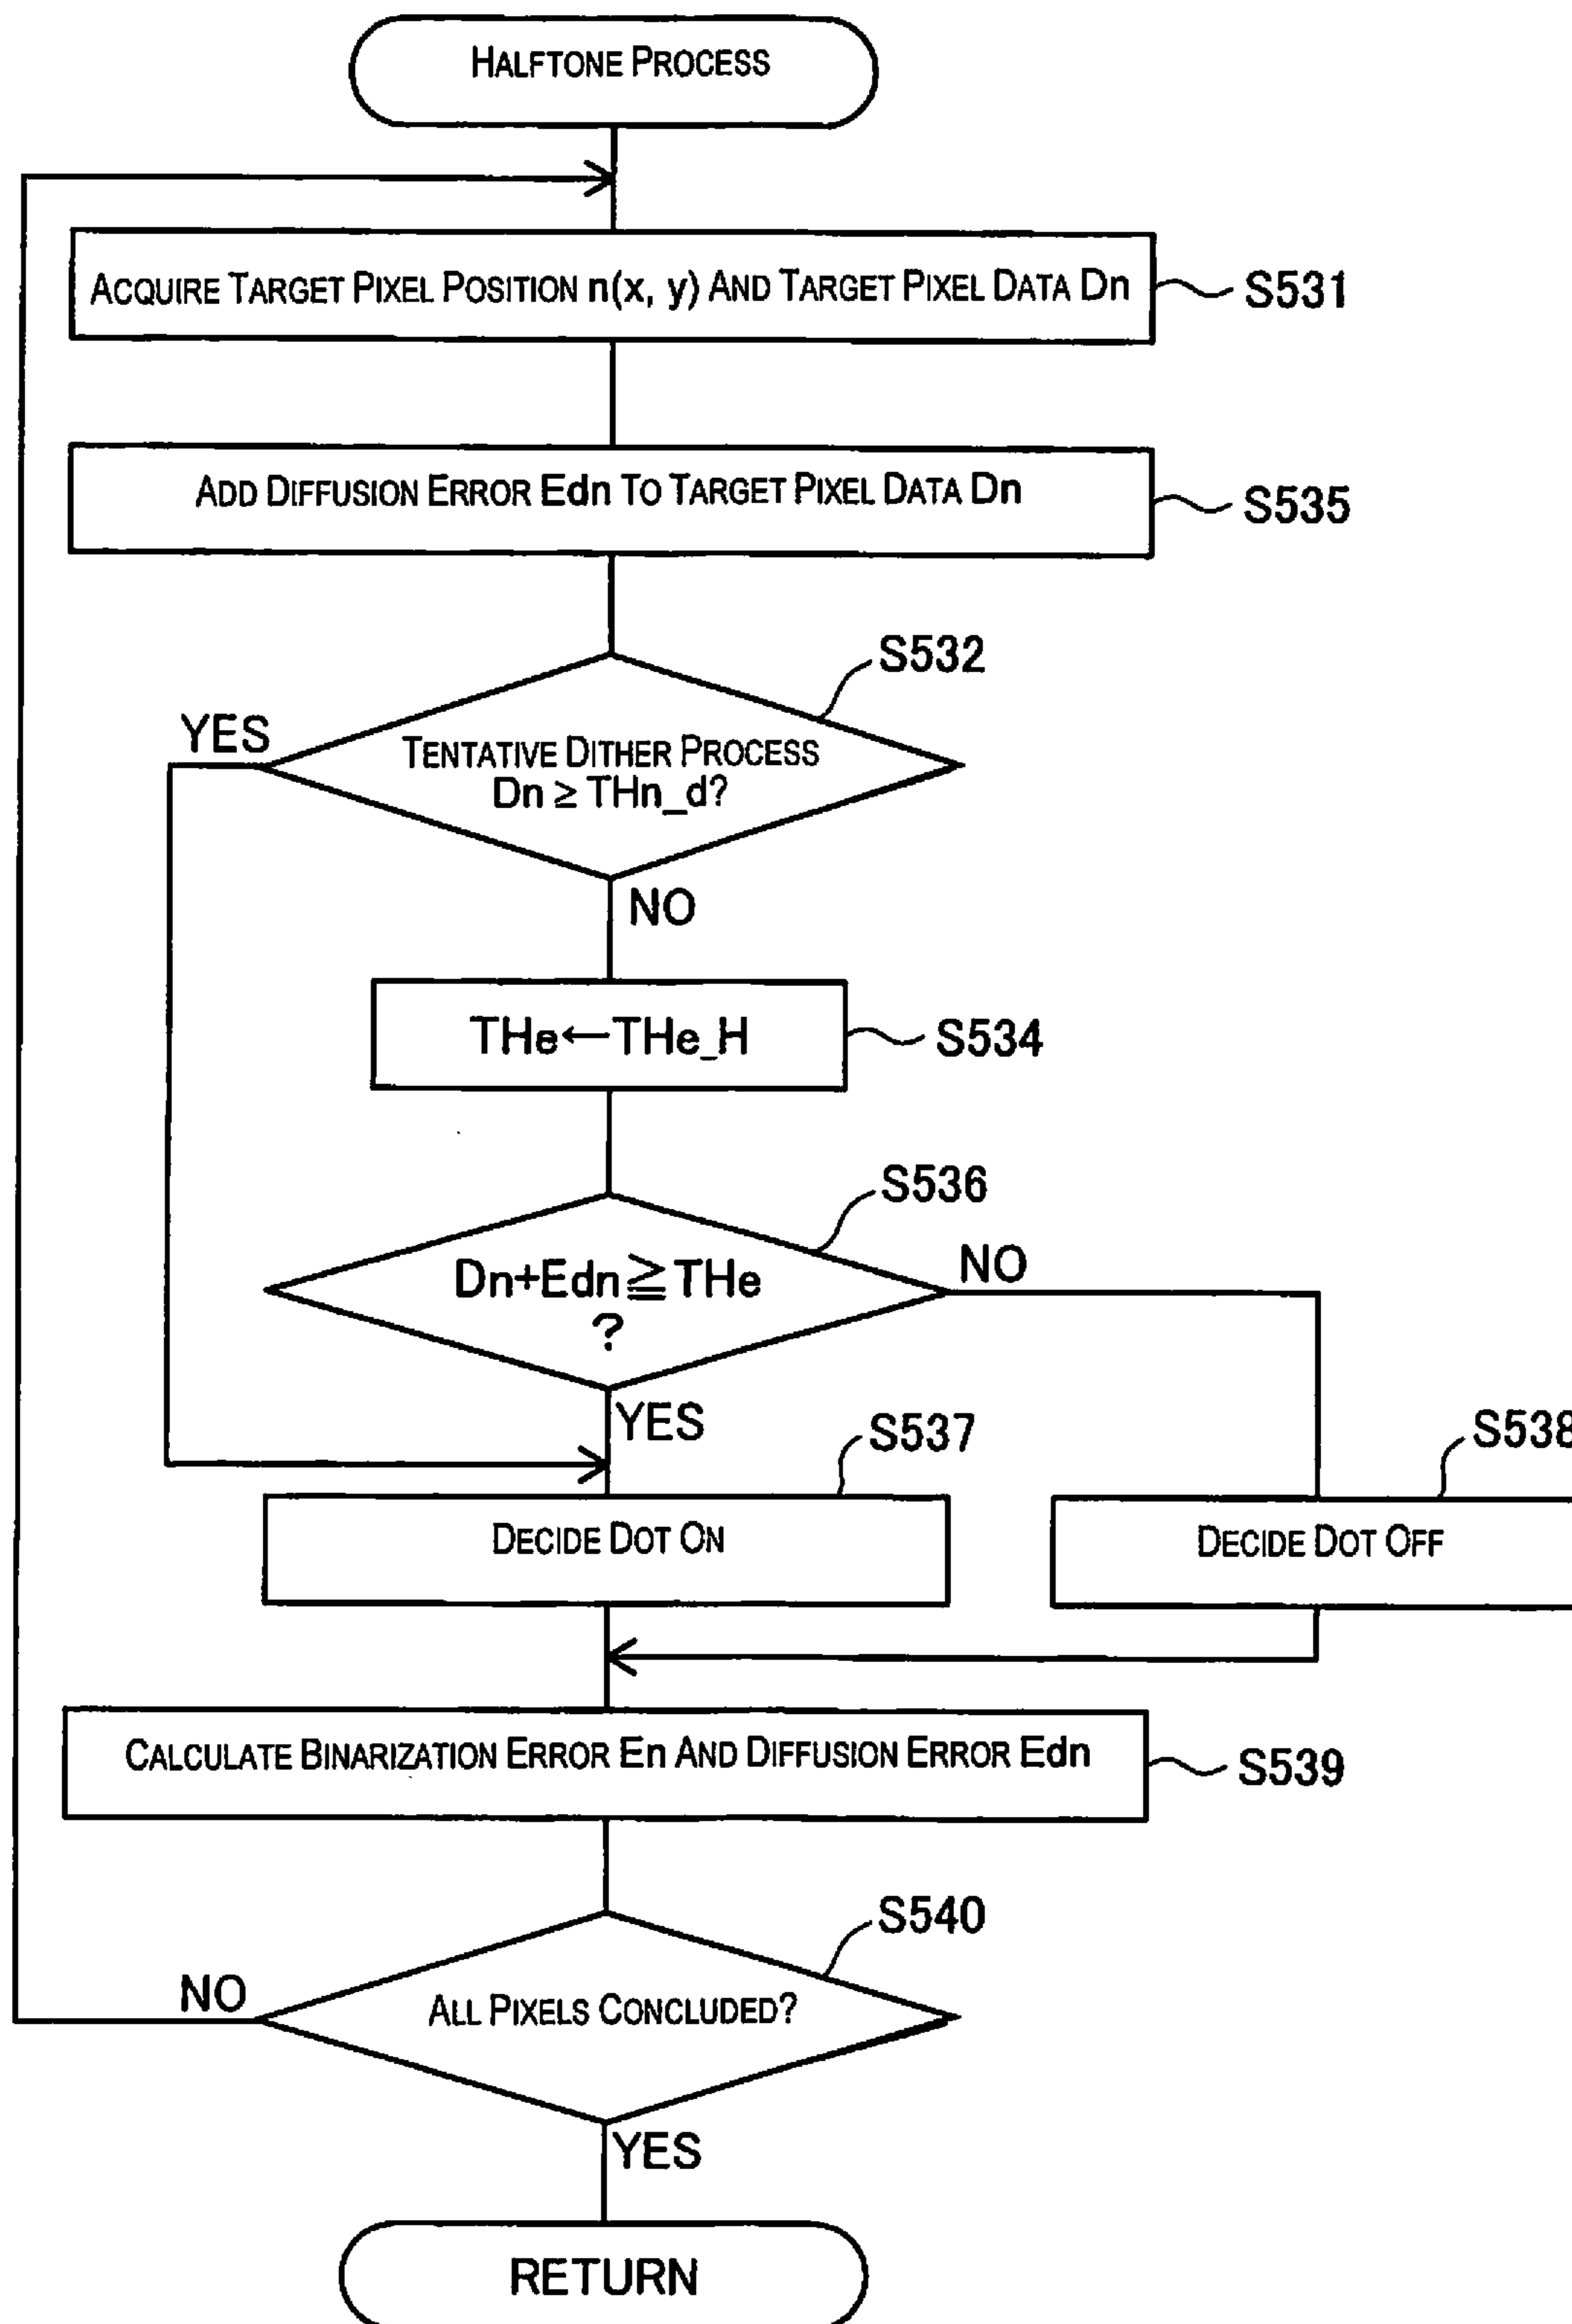 HALFTONE PROCESS
ACQUIRE TARGET PIXEL POSITION n(x, y) AND TARGET PIXEL DATA Dn
S531
ADD DIFFUSION ERROR Edn TO TARGET PIXEL DATA Dn
S535
S532
YES
TENTATIVE DITHER PROCESS
Dn ≥ THn_d?
NO
THe←THe_H
S534
S536
Dn+Edn≧THe
?
NO
YES
S537
S538
DECIDE DOT ON
DECIDE DOT OFF
CALCULATE BINARIZATION ERROR En AND DIFFUSION ERROR Edn
S539
S540
NO
ALL PIXELS CONCLUDED?
YES
RETURN